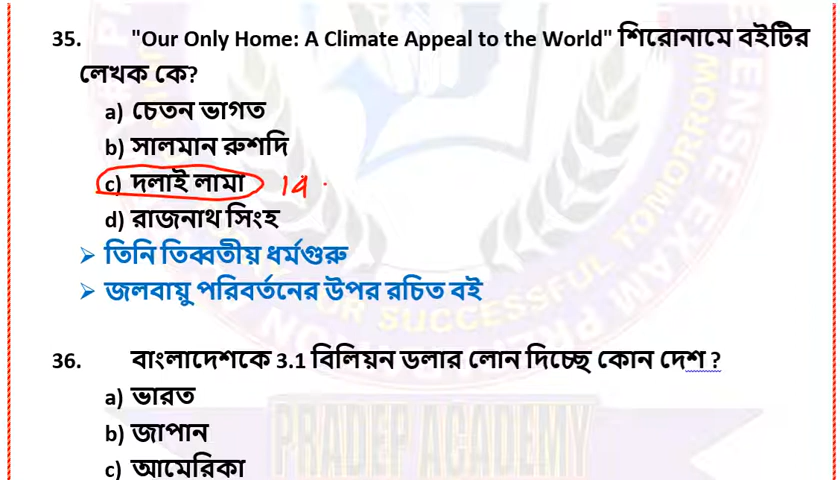 35. "Our Only Home: A Climate Appeal to the World" শিরোনামে বইটির
লেখক কে?
a) চেতন ভাগত
b) সালমান রুশদি
c) দলাই লামা 14
d) রাজনাথ সিংহ
➢ তিনি তিব্বতীয় ধর্মগুরু
➢ জলবায়ু পরিবর্তনের উপর রচিত বই
36. বাংলাদেশকে 3.1 বিলিয়ন ডলার লোন দিচ্ছে কোন দেশ ?
a) ভারত
b) জাপান
c) আমেরিকা
PRADEP ACADEMY